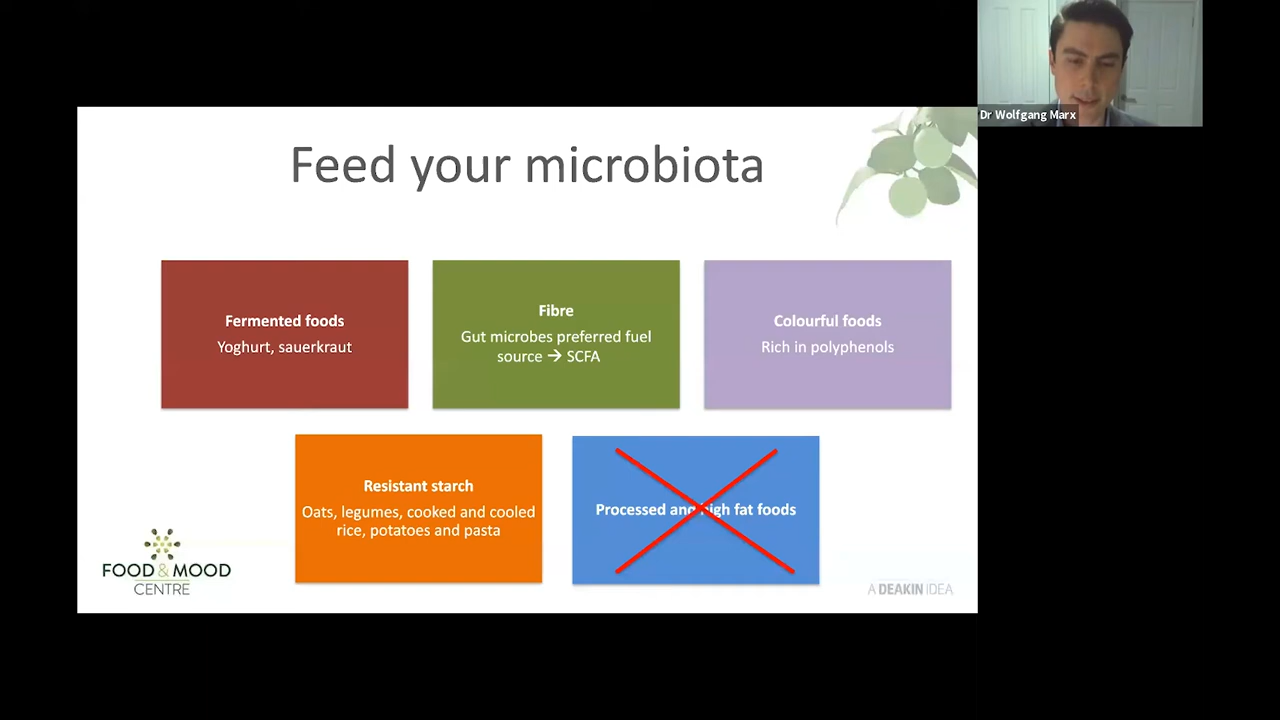 Dr Wolfgang Marx
Feed your microbiota
Fermented foods
Yoghurt, sauerkraut
Fibre
Gut microbes preferred fuel
source → SCFA
Colourful foods
Rich in polyphenols
Resistant starch
Oats, legumes, cooked and cooled
rice, potatoes and pasta
Processed and high fat foods
FOOD & MOOD
CENTRE
A DEAKIN IDEA